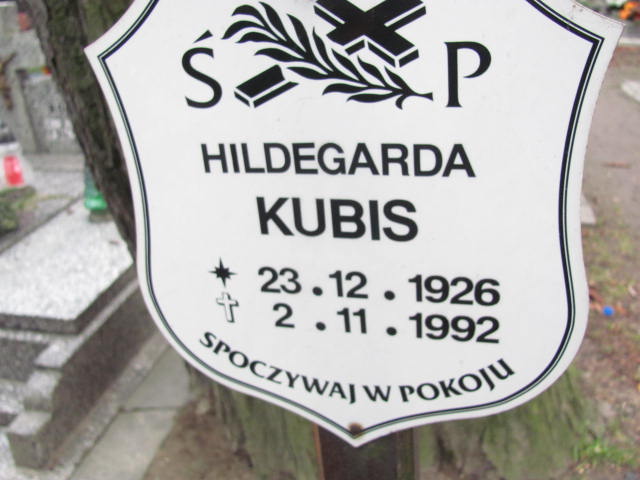 Ś P
HILDEGARDA
KUBIS
23.12.1926
2.11.1992
SPOCZYWAJ W POKOJU